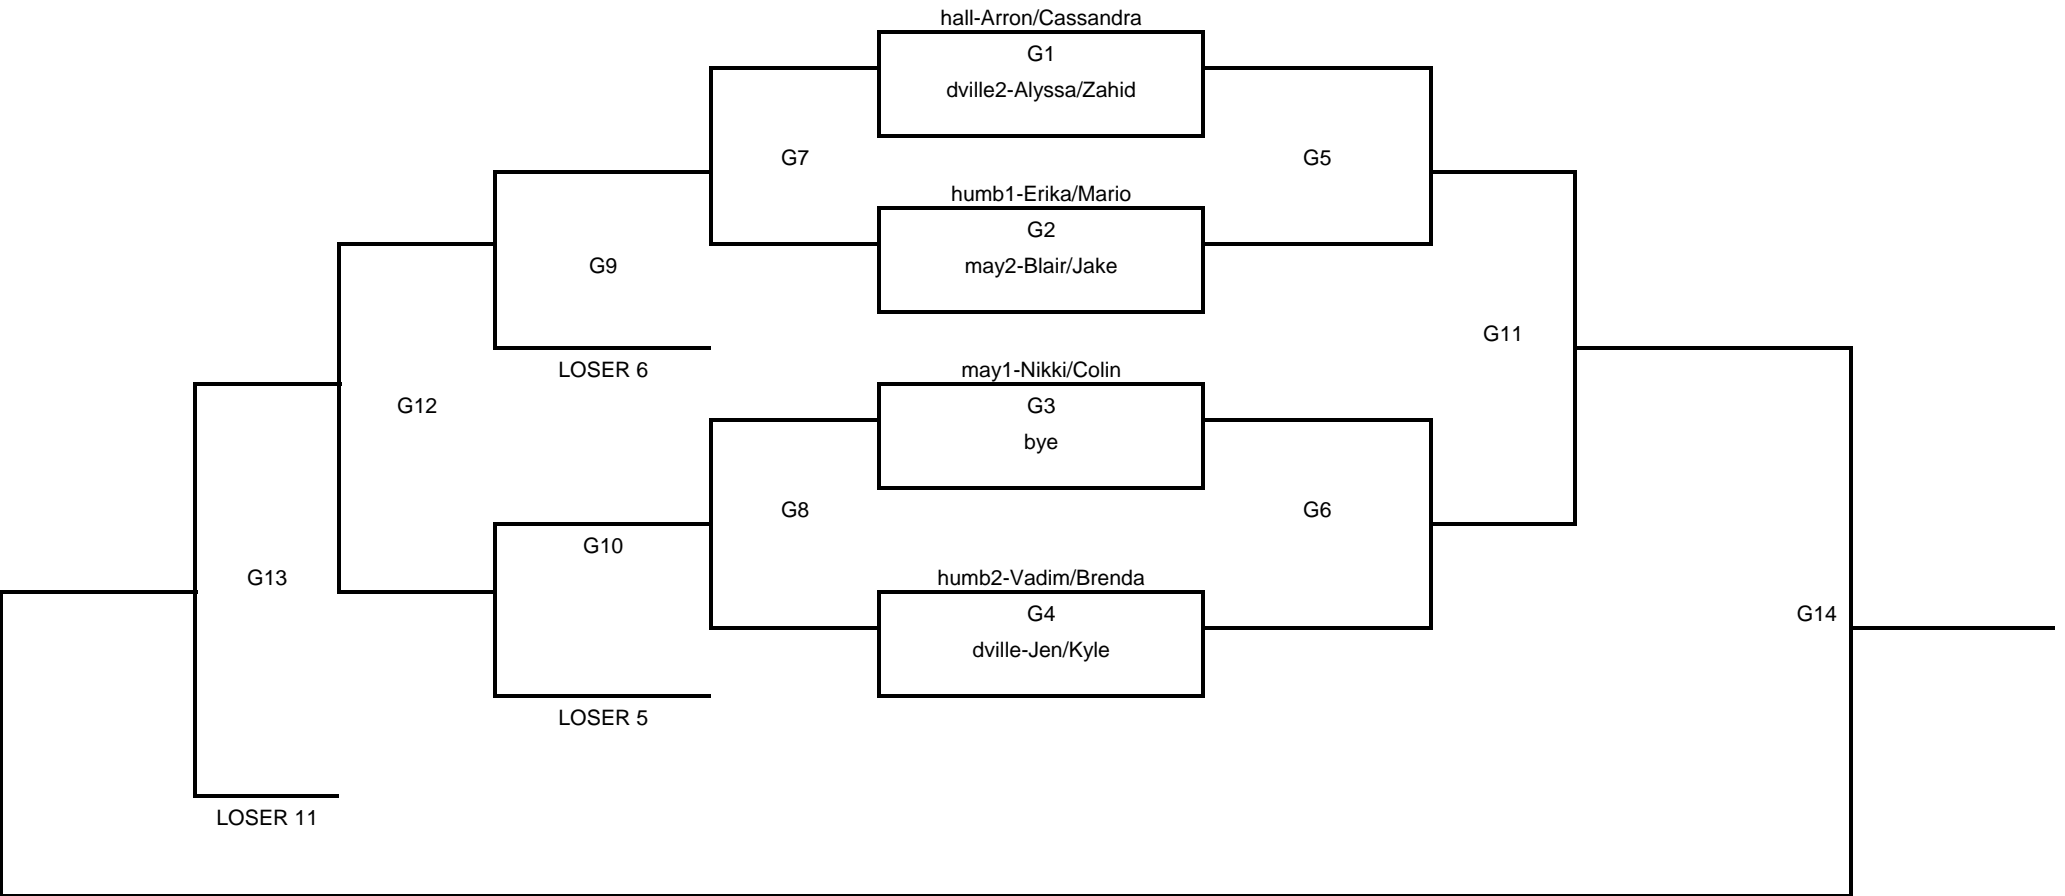 hall-Arron/Cassandra
G1
dville2-Alyssa/Zahid
G7
G5
humb1-Erika/Mario
G2
may2-Blair/Jake
G9
G11
LOSER 6
may1-Nikki/Colin
G12
G3
bye
G8
G6
G10
G13
humb2-Vadim/Brenda
G4
G14
dville-Jen/Kyle
LOSER 5
LOSER 11